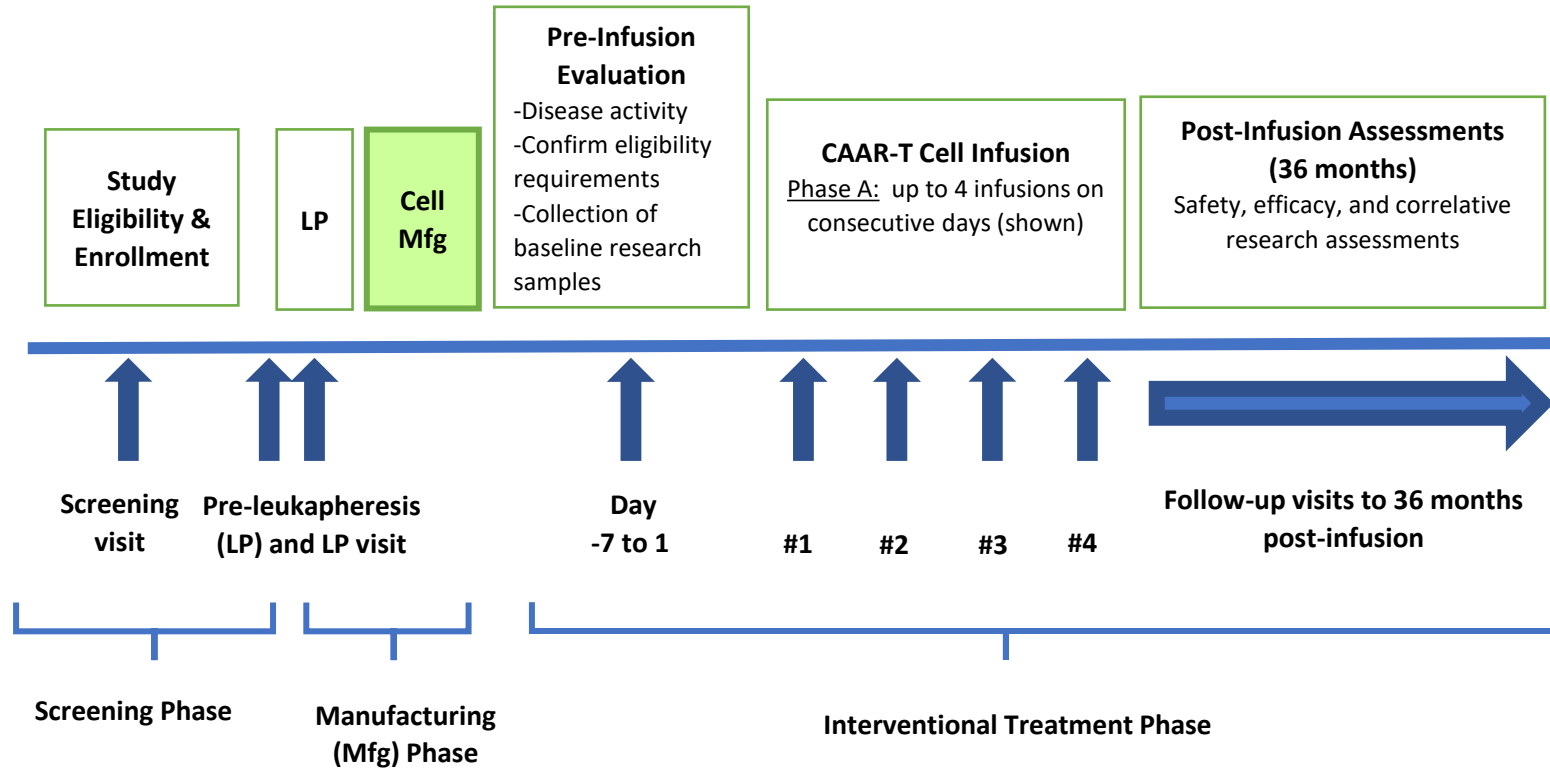 Study
Eligibility &
Enrollment
LP
Cell
Mfg
Pre-Infusion
Evaluation
-Disease activity
-Confirm eligibility
requirements
-Collection of
baseline research
samples
CAAR-T Cell Infusion
Phase A: up to 4 infusions on
consecutive days (shown)
Post-Infusion Assessments
(36 months)
Safety, efficacy, and correlative
research assessments
Screening
visit
Pre-leukapheresis
(LP) and LP visit
Day
-7 to 1
#1
#2
#3
#4
Follow-up visits to 36 months
post-infusion
Screening Phase
Manufacturing
(Mfg) Phase
Interventional Treatment Phase